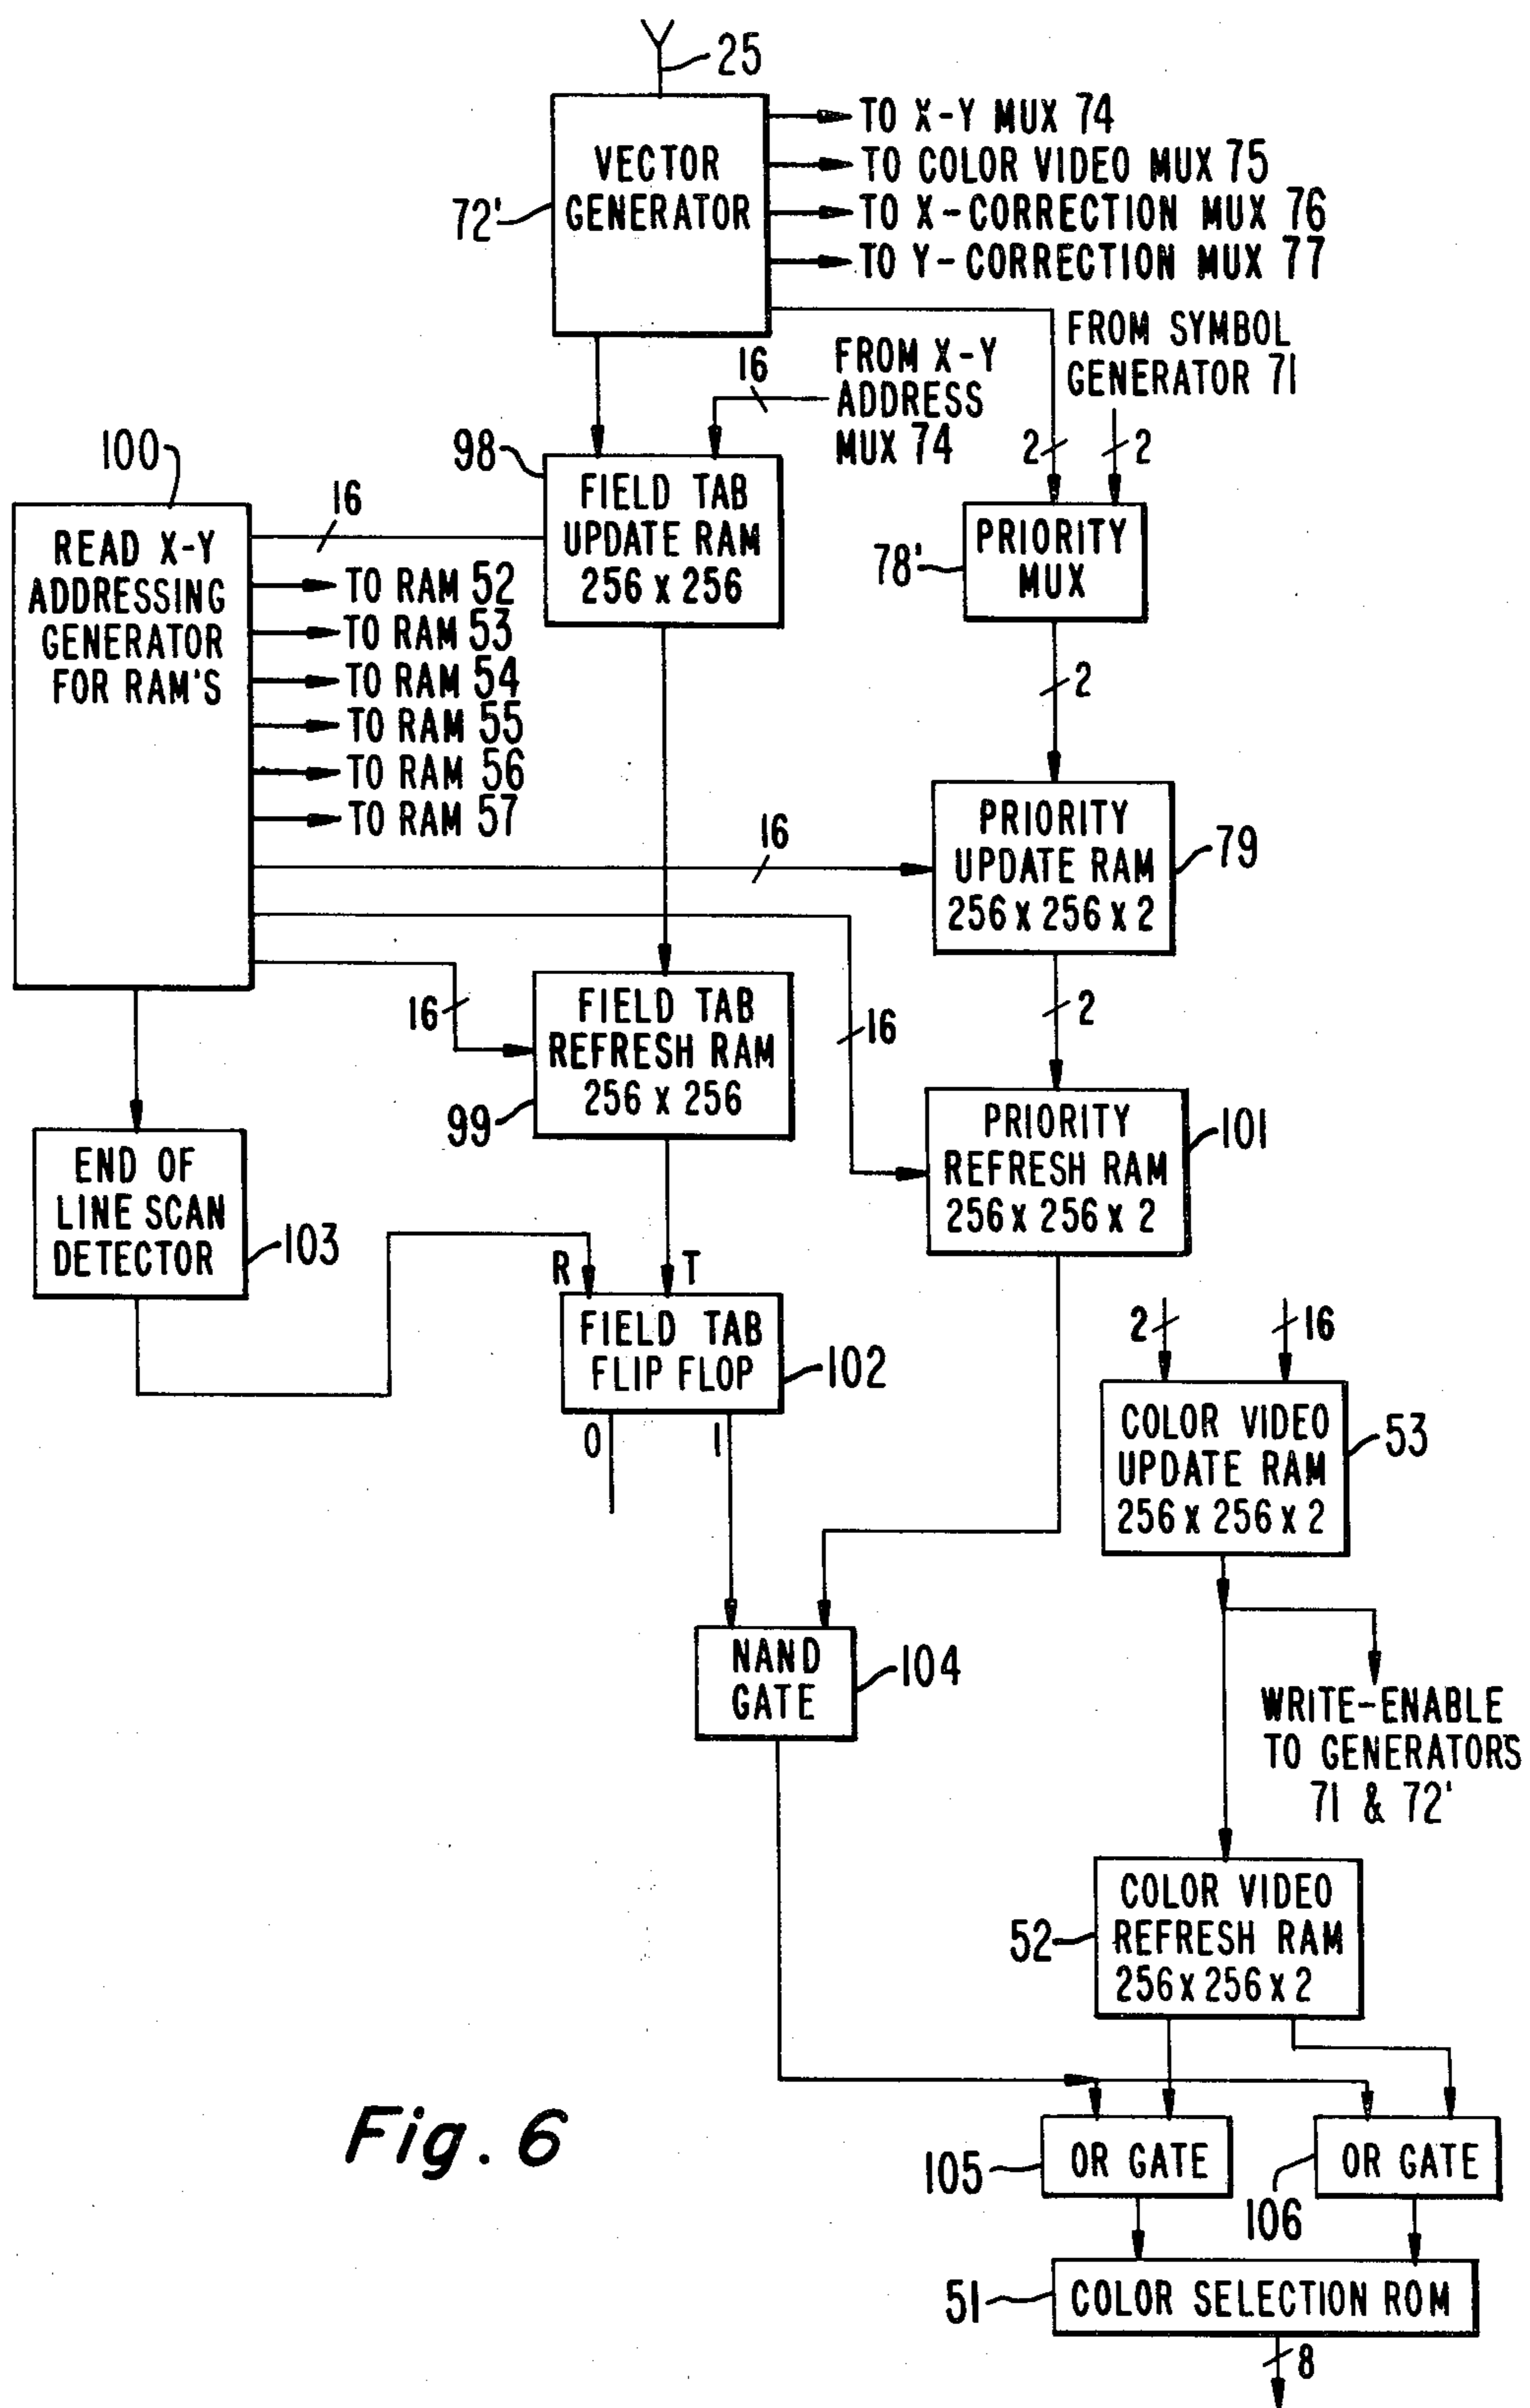 25
VECTOR
GENERATOR
72'
TO X-Y MUX 74
TO COLOR VIDEO MUX 75
TO X-CORRECTION MUX 76
TO Y-CORRECTION MUX 77
FROM SYMBOL
GENERATOR 71
16
FROM X-Y
ADDRESS
MUX 74
2
2
100
98
FIELD TAB
UPDATE RAM
256 x 256
16
READ X-Y
ADDRESSING
GENERATOR
FOR RAM'S
78'
PRIORITY
MUX
TO RAM 52
TO RAM 53
TO RAM 54
TO RAM 55
TO RAM 56
TO RAM 57
2
16
PRIORITY
UPDATE RAM
256 x 256 x 2
79
16
FIELD TAB
REFRESH RAM
256 x 256
99
16
2
PRIORITY
REFRESH RAM
256 x 256 x 2
101
END OF
LINE SCAN
DETECTOR
103
R
T
FIELD TAB
FLIP FLOP
102
0
1
2
16
COLOR VIDEO
UPDATE RAM
256 x 256 x 2
53
NAND
GATE
104
WRITE-ENABLE
TO GENERATORS
71 & 72'
52
COLOR VIDEO
REFRESH RAM
256 x 256 x 2
Fig. 6
105
OR GATE
106
OR GATE
51
COLOR SELECTION ROM
8